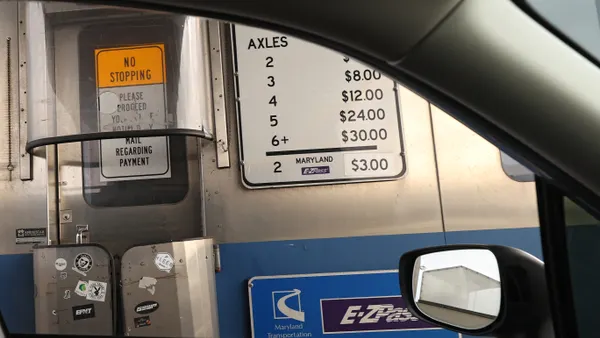 NO
STOPPING
PLEASE
PROCEED
MAIL
REGARDING
PAYMENT
AXLES
2 $
3 $8.00
4 $12.00
5 $24.00
6+ $30.00
2 MARYLAND E-ZPass $3.00
Maryland
Transportation
E-ZPass